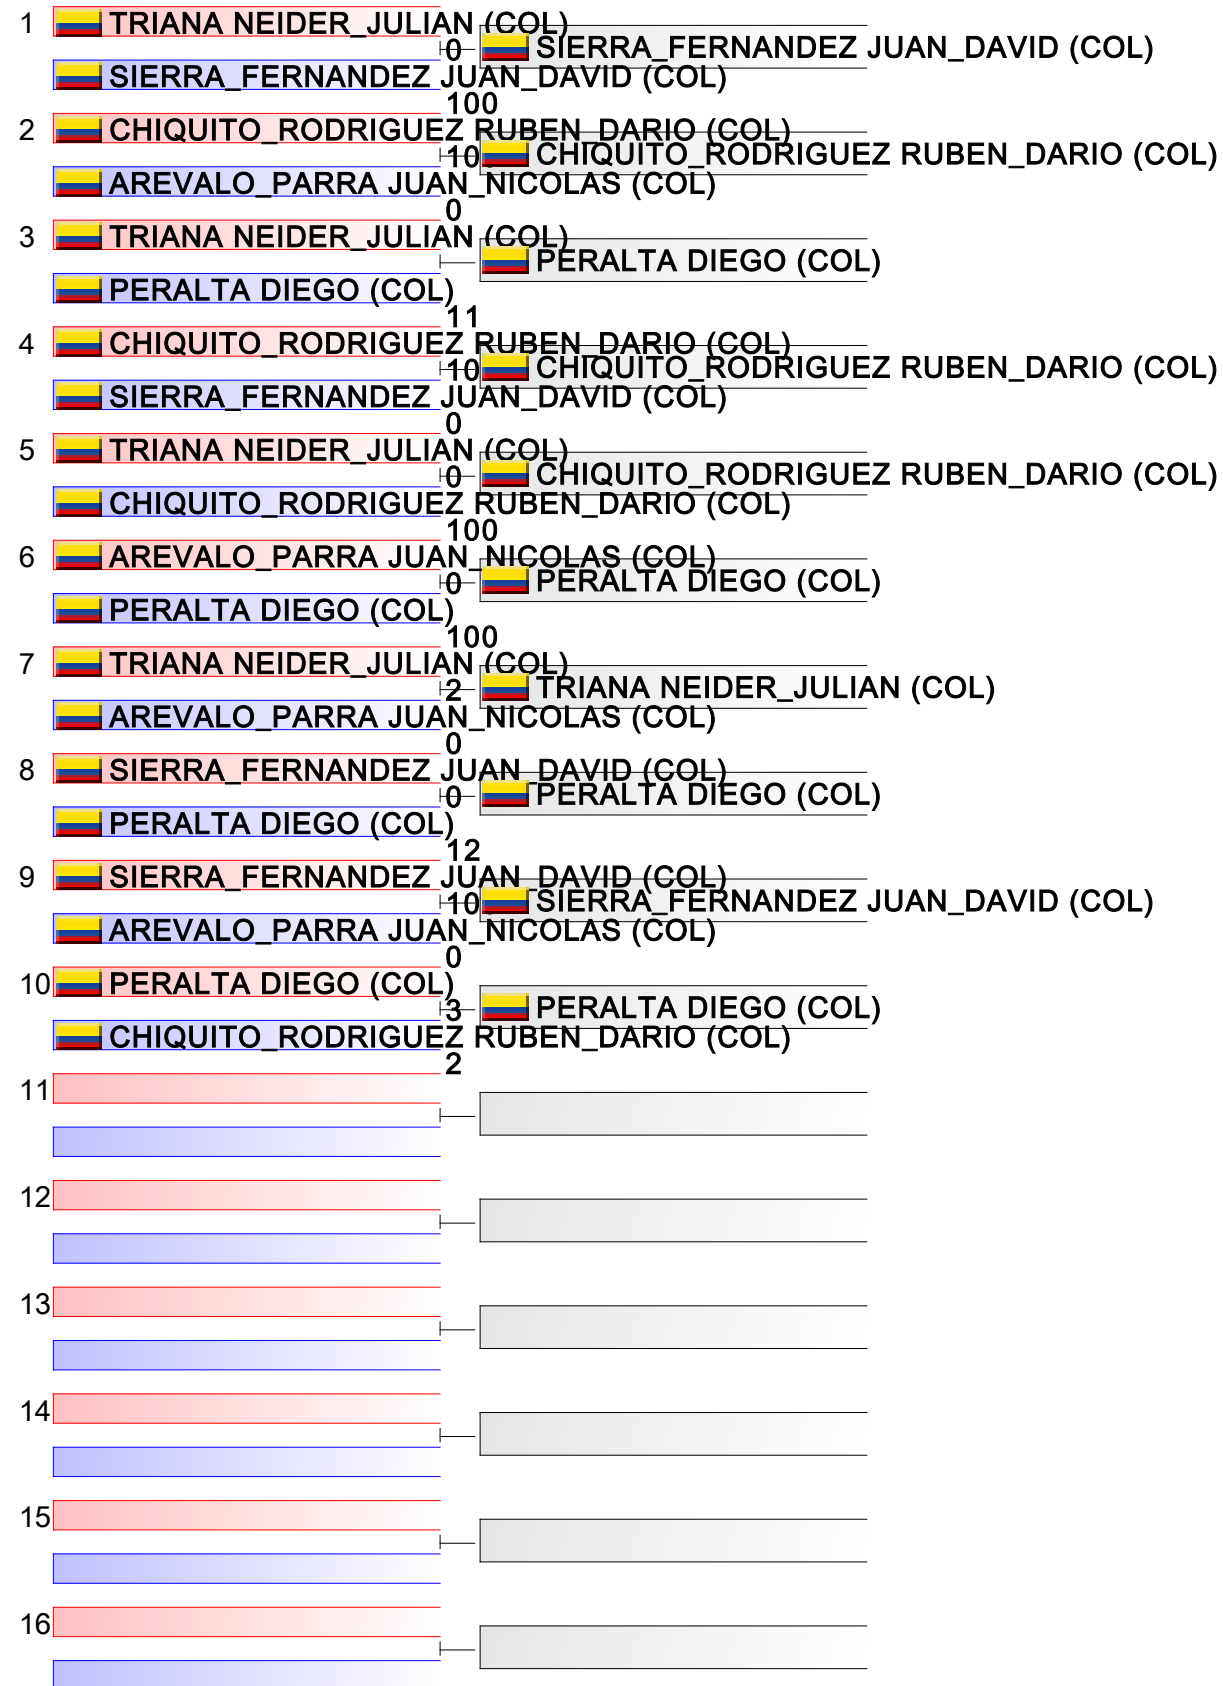 1 TRIANA NEIDER_JULIAN (COL)
0 SIERRA_FERNANDEZ JUAN_DAVID (COL)
SIERRA_FERNANDEZ JUAN_DAVID (COL)
100
2 CHIQUITO_RODRIGUEZ RUBEN_DARIO (COL)
10 CHIQUITO_RODRIGUEZ RUBEN_DARIO (COL)
AREVALO_PARRA JUAN_NICOLAS (COL)
0
3 TRIANA NEIDER_JULIAN (COL)
PERALTA DIEGO (COL)
PERALTA DIEGO (COL)
11
4 CHIQUITO_RODRIGUEZ RUBEN_DARIO (COL)
10 CHIQUITO_RODRIGUEZ RUBEN_DARIO (COL)
SIERRA_FERNANDEZ JUAN_DAVID (COL)
0
5 TRIANA NEIDER_JULIAN (COL)
0 CHIQUITO_RODRIGUEZ RUBEN_DARIO (COL)
CHIQUITO_RODRIGUEZ RUBEN_DARIO (COL)
100
6 AREVALO_PARRA JUAN_NICOLAS (COL)
0 PERALTA DIEGO (COL)
PERALTA DIEGO (COL)
100
7 TRIANA NEIDER_JULIAN (COL)
2 TRIANA NEIDER_JULIAN (COL)
AREVALO_PARRA JUAN_NICOLAS (COL)
0
8 SIERRA_FERNANDEZ JUAN_DAVID (COL)
0 PERALTA DIEGO (COL)
PERALTA DIEGO (COL)
12
9 SIERRA_FERNANDEZ JUAN_DAVID (COL)
10 SIERRA_FERNANDEZ JUAN_DAVID (COL)
AREVALO_PARRA JUAN_NICOLAS (COL)
0
10 PERALTA DIEGO (COL)
3 PERALTA DIEGO (COL)
CHIQUITO_RODRIGUEZ RUBEN_DARIO (COL)
2
11
12
13
14
15
16